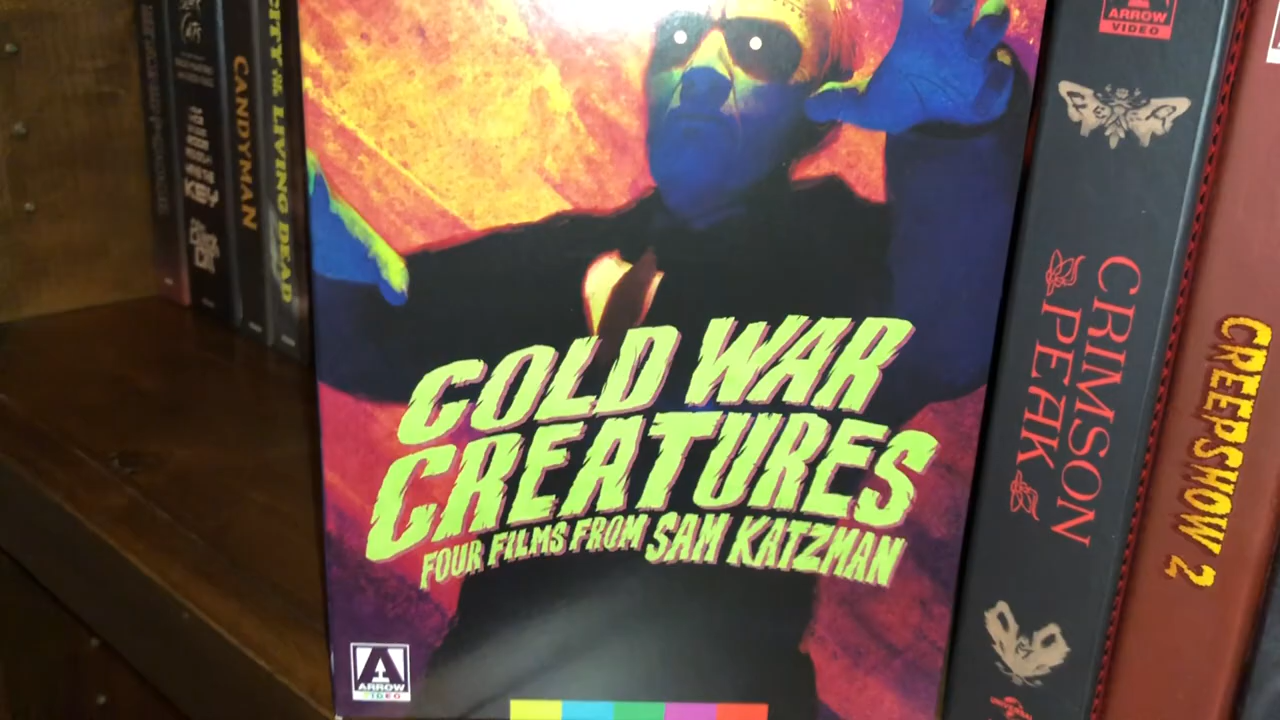 CANDYMAN
CITY OF THE LIVING DEAD
COLD WAR
CREATURES
FOUR FILMS FROM SAM KATZMAN
ARROW
VIDEO
ARROW
VIDEO
CRIMSON
PEAK
CREEPSHOW 2